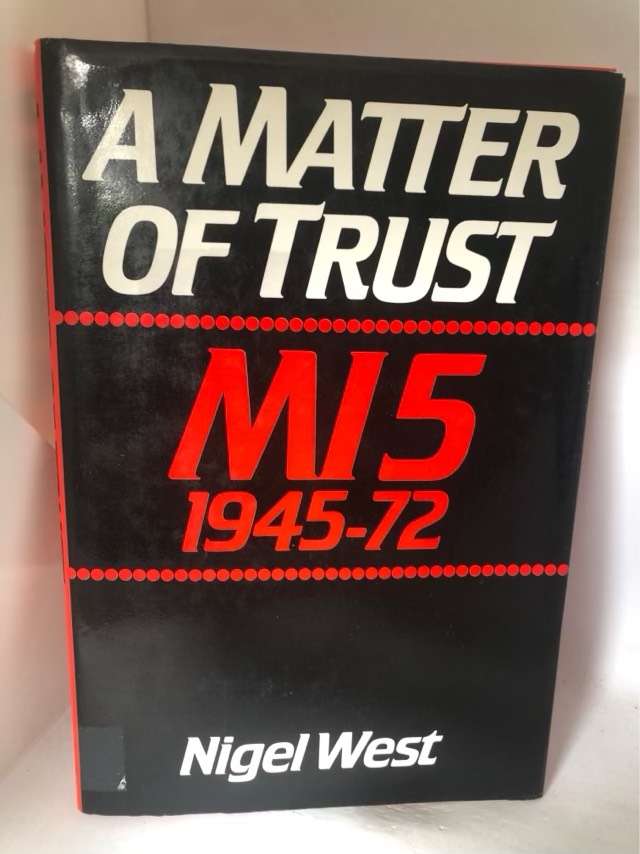 A MATTER
OF TRUST
MI5
1945-72
Nigel West